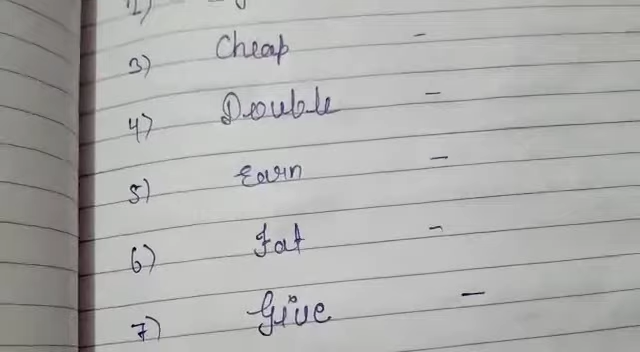 3) Cheap -
4) Double -
5) Earn -
6) Fat -
7) Give -